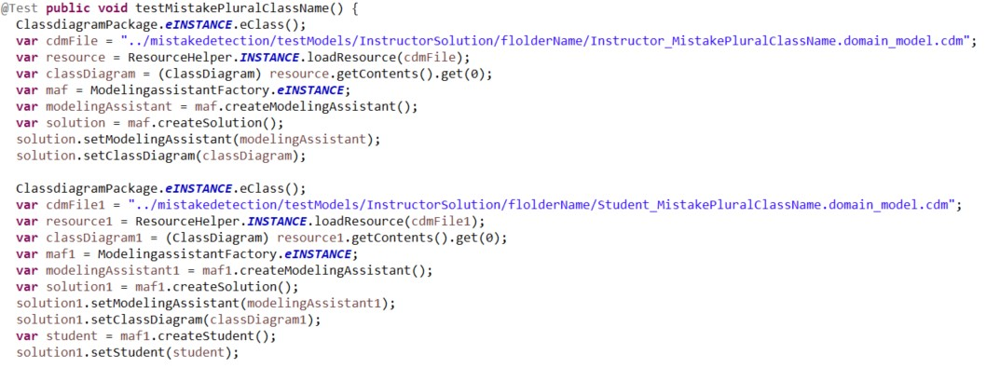 @Test public void testMistakePluralClassName() {
ClassdiagramPackage.eINSTANCE.eClass();
var cdmFile = "../mistakedetection/testModels/InstructorSolution/flolderName/Instructor_MistakePluralClassName.domain_model.cdm";
var resource = ResourceHelper.INSTANCE.loadResource(cdmFile);
var classDiagram = (ClassDiagram) resource.getContents().get(0);
var maf = ModelingassistantFactory.eINSTANCE;
var modelingAssistant = maf.createModelingAssistant();
var solution = maf.createSolution();
solution.setModelingAssistant(modelingAssistant);
solution.setClassDiagram(classDiagram);
ClassdiagramPackage.eINSTANCE.eClass();
var cdmFile1 = "../mistakedetection/testModels/InstructorSolution/flolderName/Student_MistakePluralClassName.domain_model.cdm";
var resource1 = ResourceHelper.INSTANCE.loadResource(cdmFile1);
var classDiagram1 = (ClassDiagram) resource1.getContents().get(0);
var maf1 = ModelingassistantFactory.eINSTANCE;
var modelingAssistant1 = maf1.createModelingAssistant();
var solution1 = maf1.createSolution();
solution1.setModelingAssistant(modelingAssistant1);
solution1.setClassDiagram(classDiagram1);
var student = maf1.createStudent();
solution1.setStudent(student);